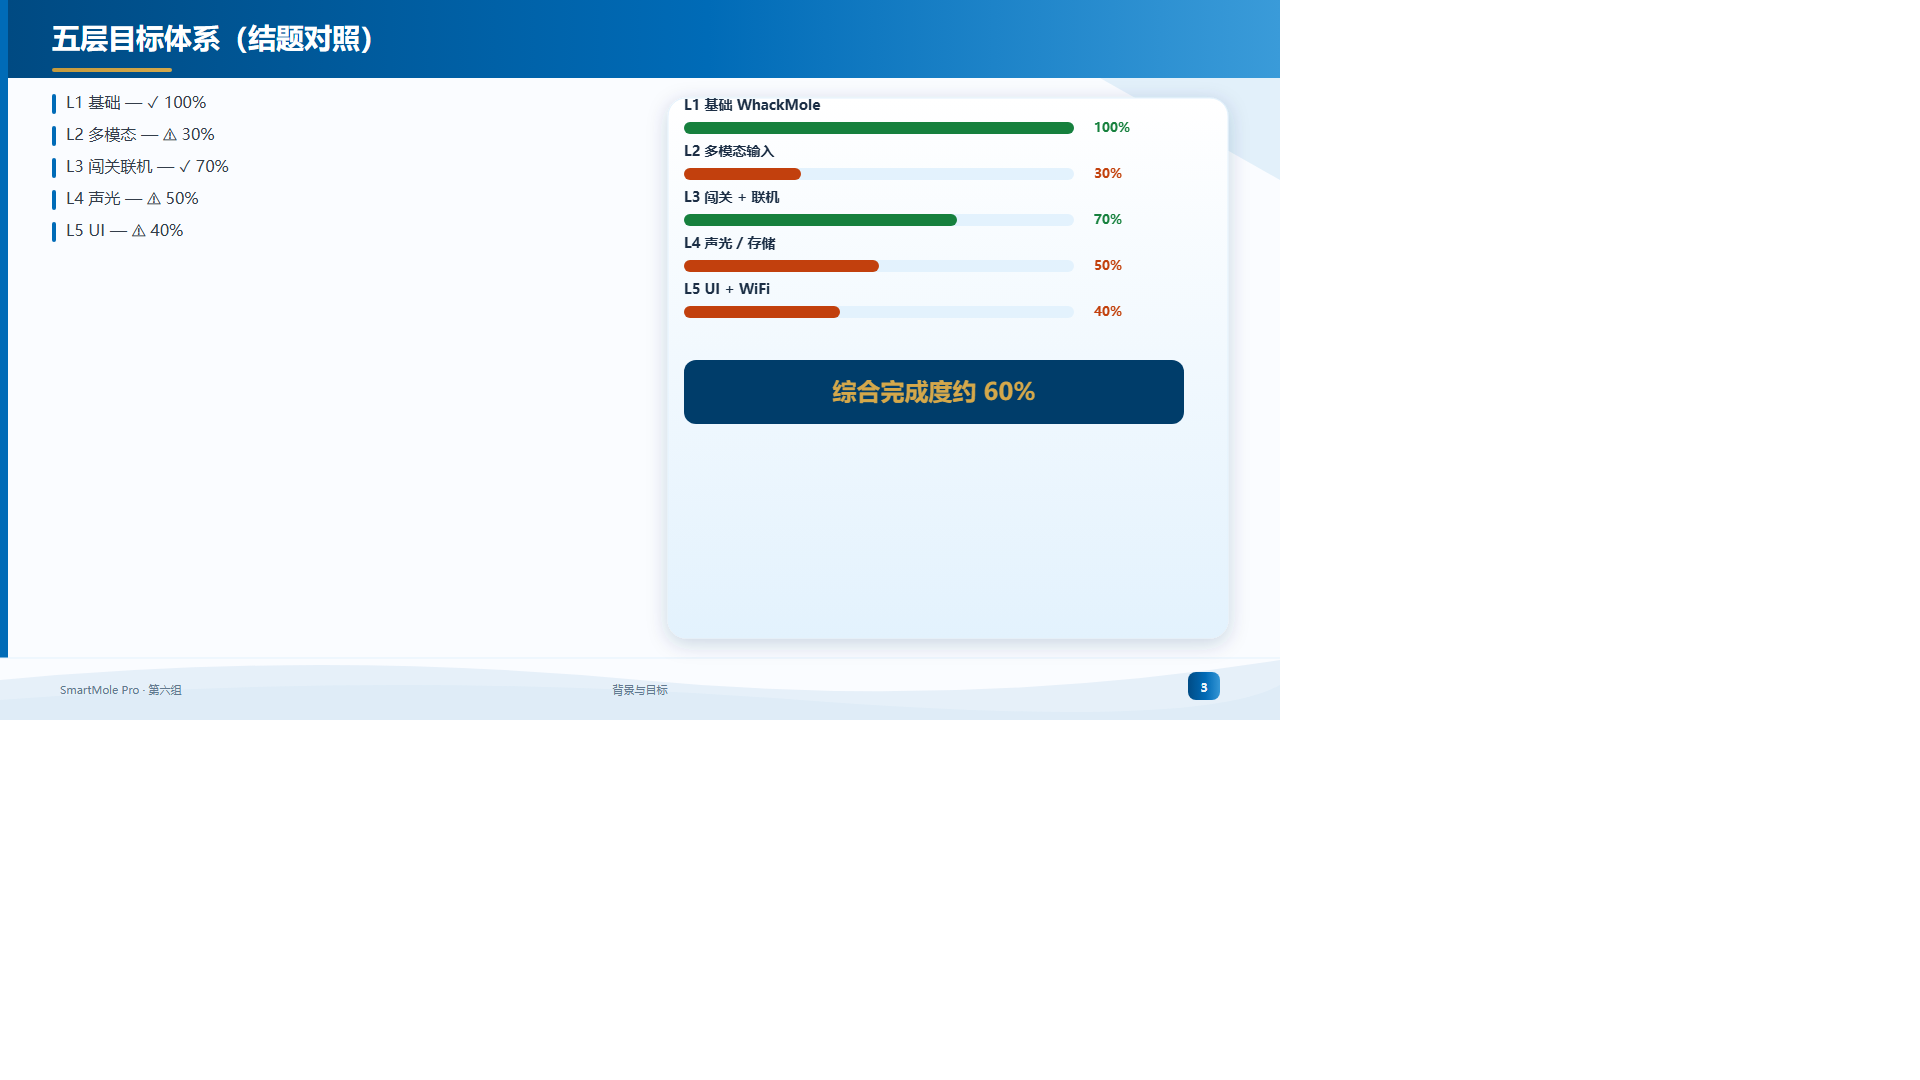 五层目标体系（结题对照）
L1 基础 — ✓ 100%
L2 多模态 — ⚠ 30%
L3 闯关联机 — ✓ 70%
L4 声光 — ⚠ 50%
L5 UI — ⚠ 40%
L1 基础 WhackMole
100%
L2 多模态输入
30%
L3 闯关 + 联机
70%
L4 声光 / 存储
50%
L5 UI + WiFi
40%
综合完成度约 60%
SmartMole Pro · 第六组
背景与目标
3